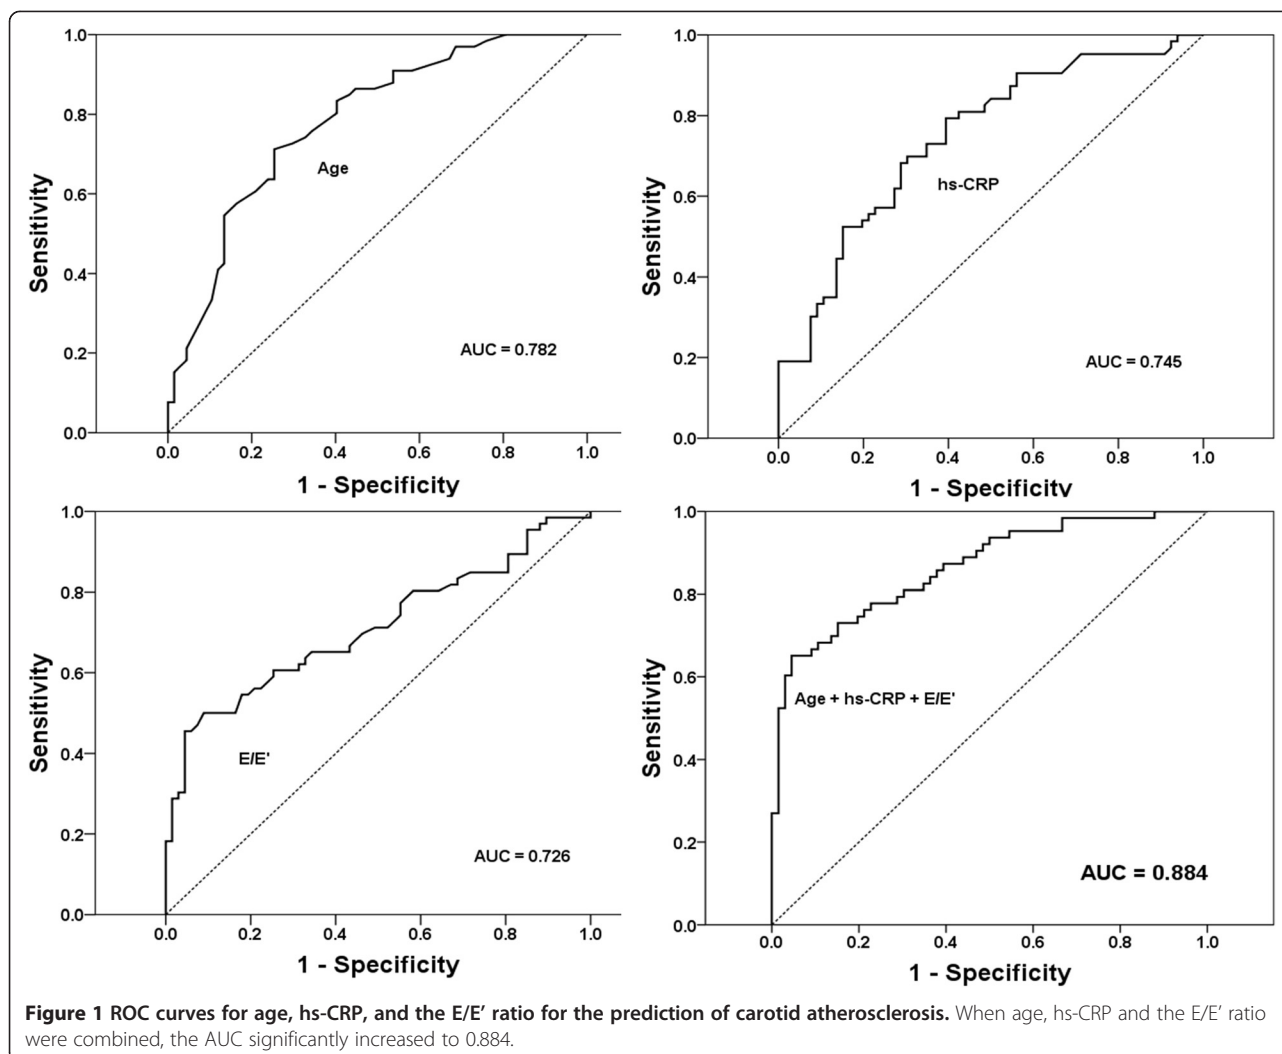 1.0
0.8
0.6
0.4
0.2
0.0
Sensitivity
Age
AUC = 0.782
0.0 0.2 0.4 0.6 0.8 1.0
1 - Specificity
1.0
0.8
0.6
0.4
0.2
0.0
Sensitivity
hs-CRP
AUC = 0.745
0.0 0.2 0.4 0.6 0.8 1.0
1 - Specificity
1.0
0.8
0.6
0.4
0.2
0.0
Sensitivity
E/E'
AUC = 0.726
0.0 0.2 0.4 0.6 0.8 1.0
1 - Specificity
1.0
0.8
0.6
0.4
0.2
0.0
Sensitivity
Age + hs-CRP + E/E'
AUC = 0.884
0.0 0.2 0.4 0.6 0.8 1.0
1 - Specificity
Figure 1 ROC curves for age, hs-CRP, and the E/E’ ratio for the prediction of carotid atherosclerosis. When age, hs-CRP and the E/E’ ratio
were combined, the AUC significantly increased to 0.884.